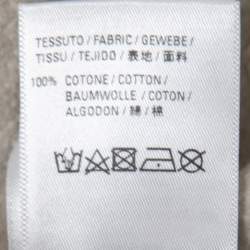 TESSUTO / FABRIC / GEWEBE /
TISSU / TEJIDO / 表地 / 面料
100% COTONE / COTTON /
BAUMWOLLE / COTON /
ALGODON / 綿 / 棉